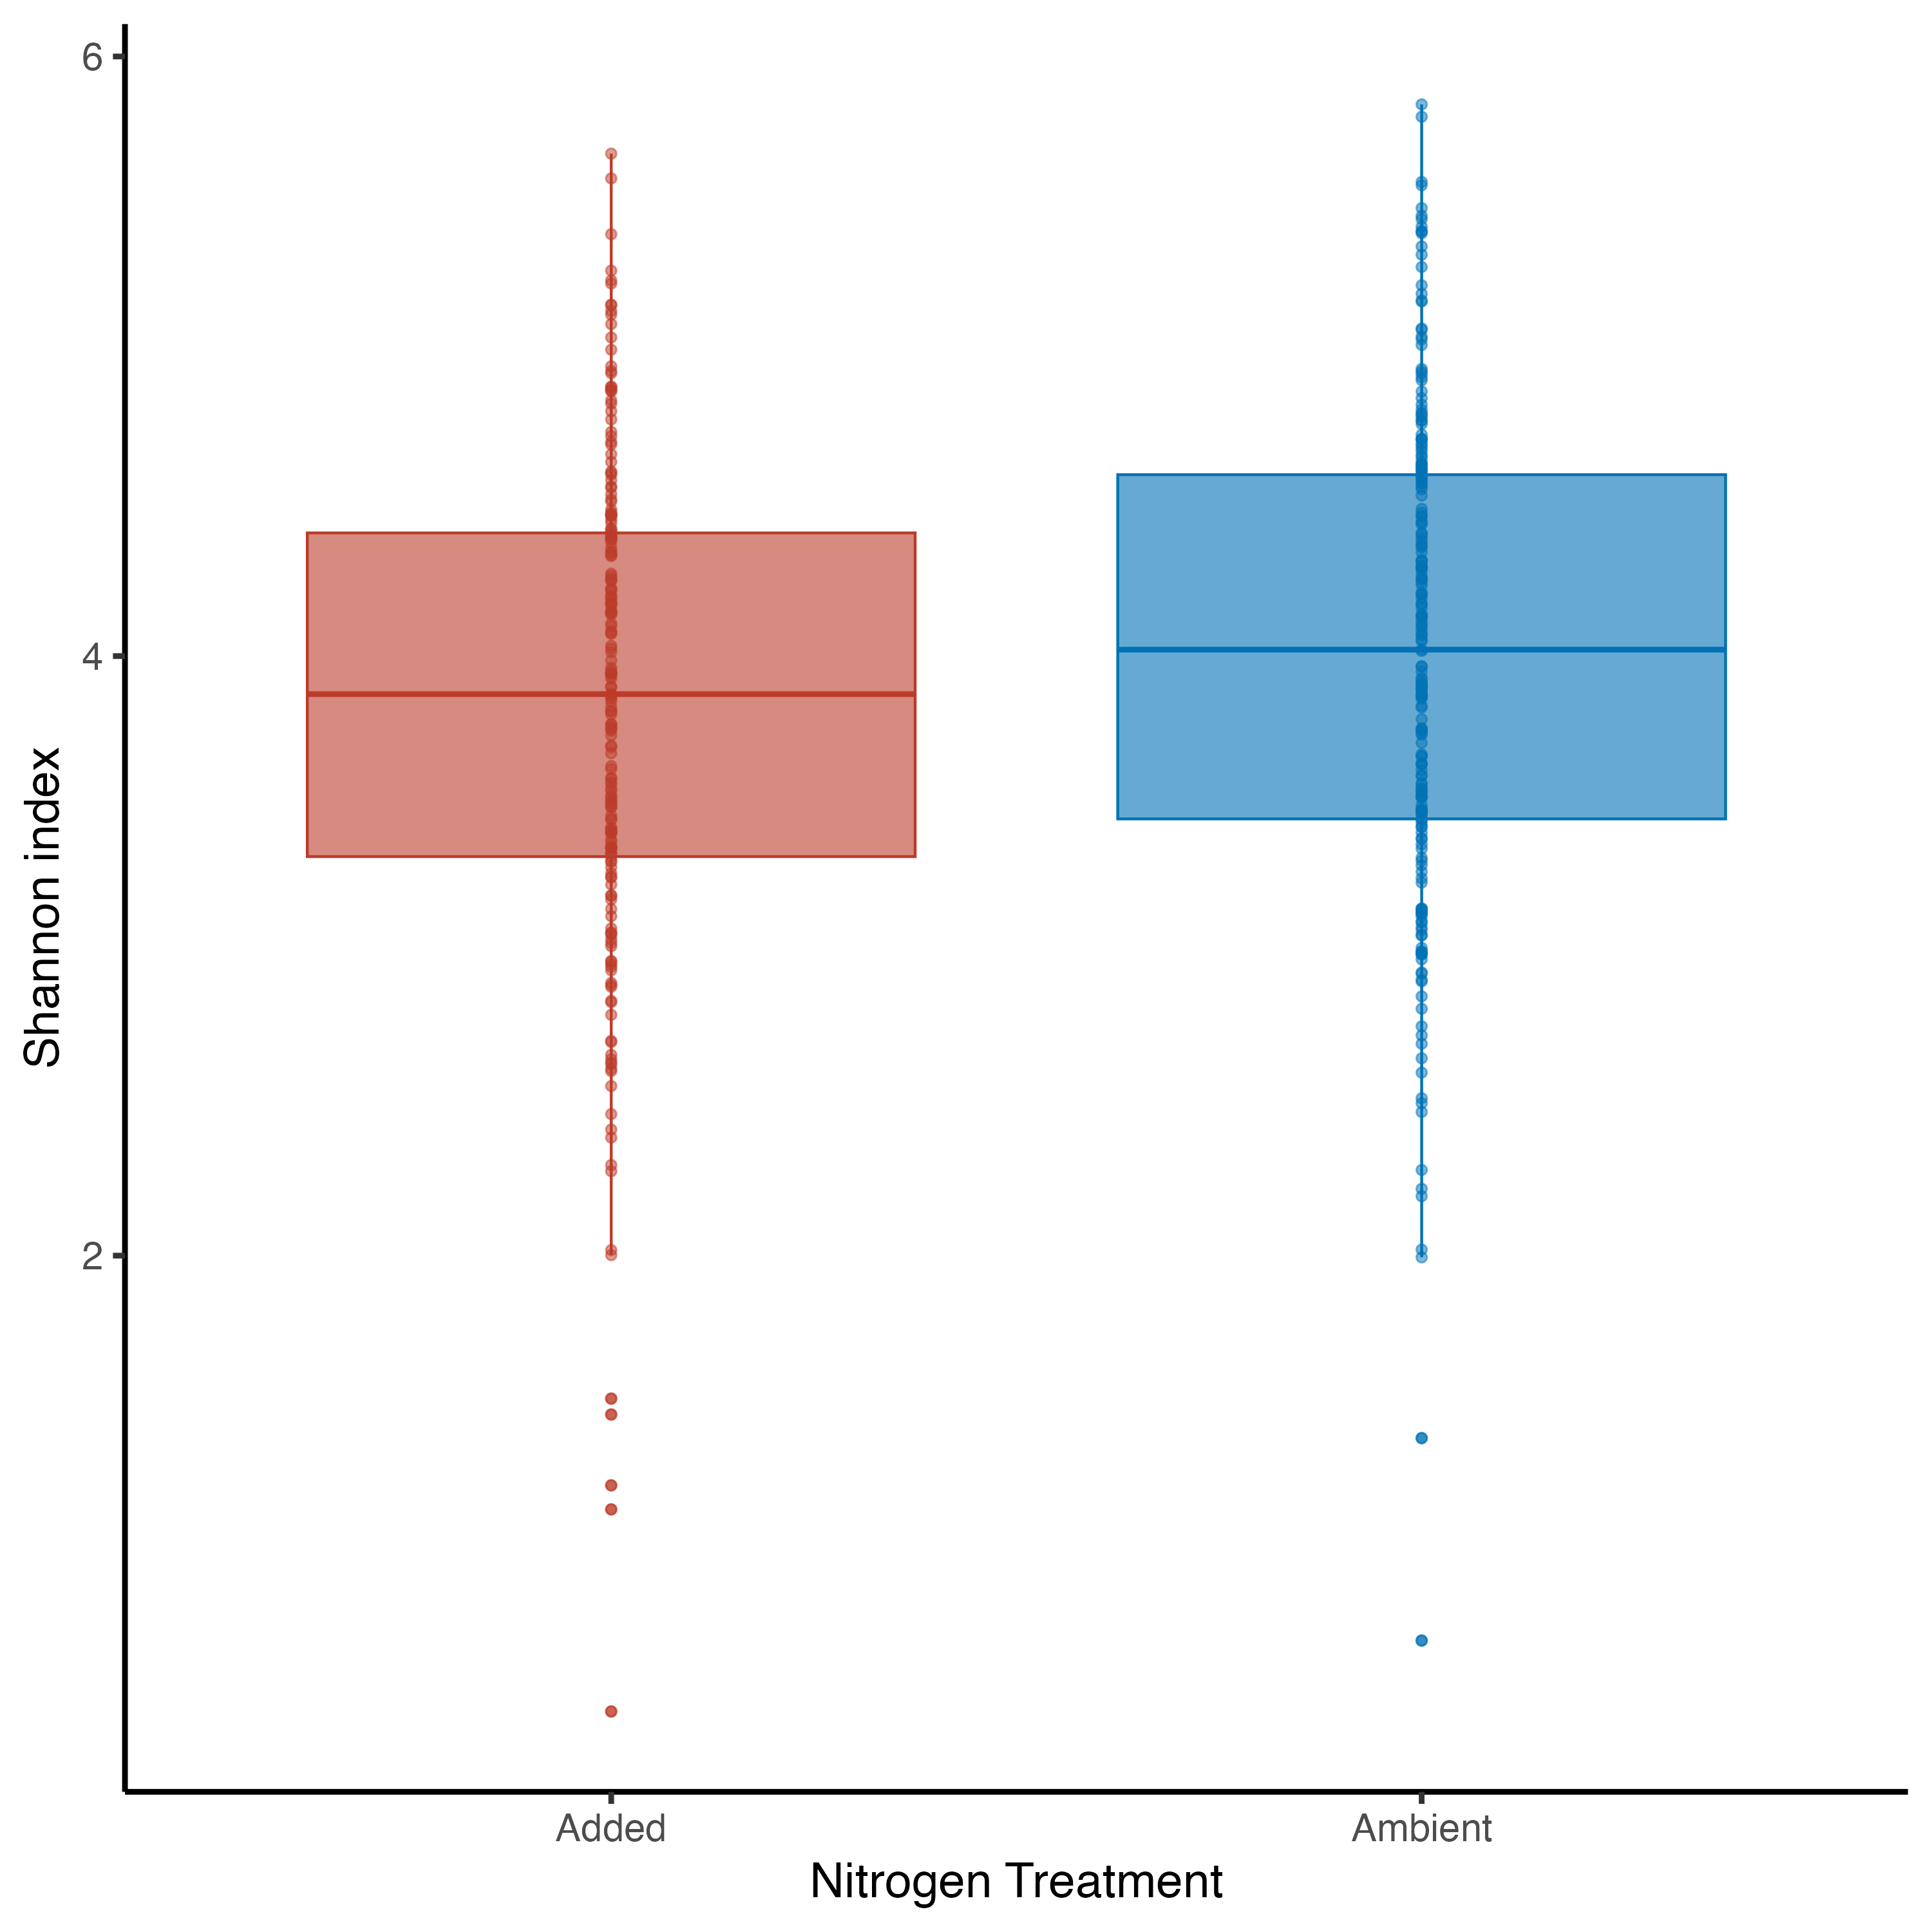 Shannon index
6
4
2
Added
Ambient
Nitrogen Treatment